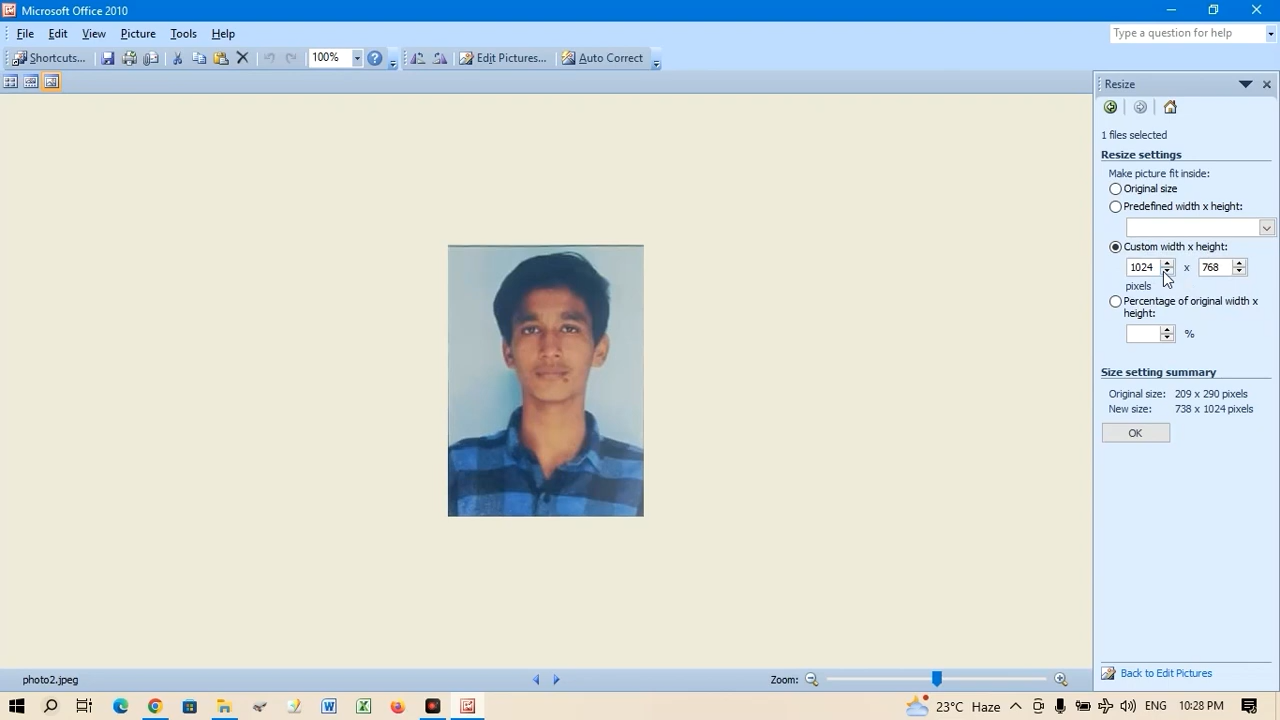 Microsoft Office 2010
File Edit View Picture Tools Help
Type a question for help
Shortcuts... 100% Edit Pictures... Auto Correct
Resize
1 files selected
Resize settings
Make picture fit inside:
Original size
Predefined width x height:
Custom width x height:
1024 x 768
pixels
Percentage of original width x
height:
%
Size setting summary
Original size: 209 x 290 pixels
New size: 738 x 1024 pixels
OK
Back to Edit Pictures
photo2.jpeg
Zoom:
23°C Haze ENG 10:28 PM